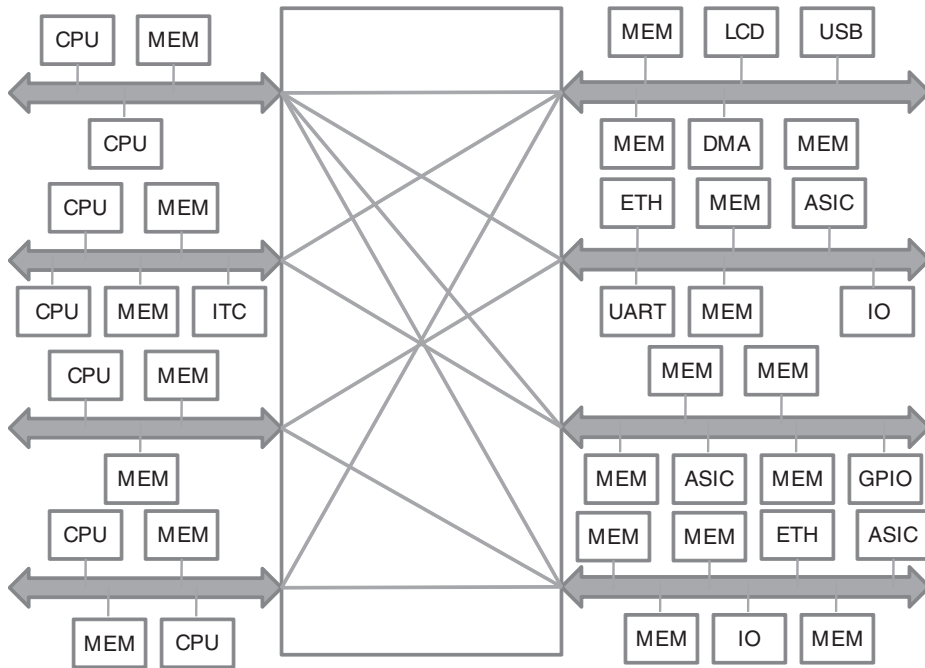 CPU MEM
CPU
CPU MEM
CPU MEM ITC
CPU MEM
MEM
CPU MEM
MEM CPU
MEM LCD USB
MEM DMA MEM
ETH MEM ASIC
UART MEM IO
MEM MEM
MEM ASIC MEM GPIO
MEM MEM ETH ASIC
MEM IO MEM